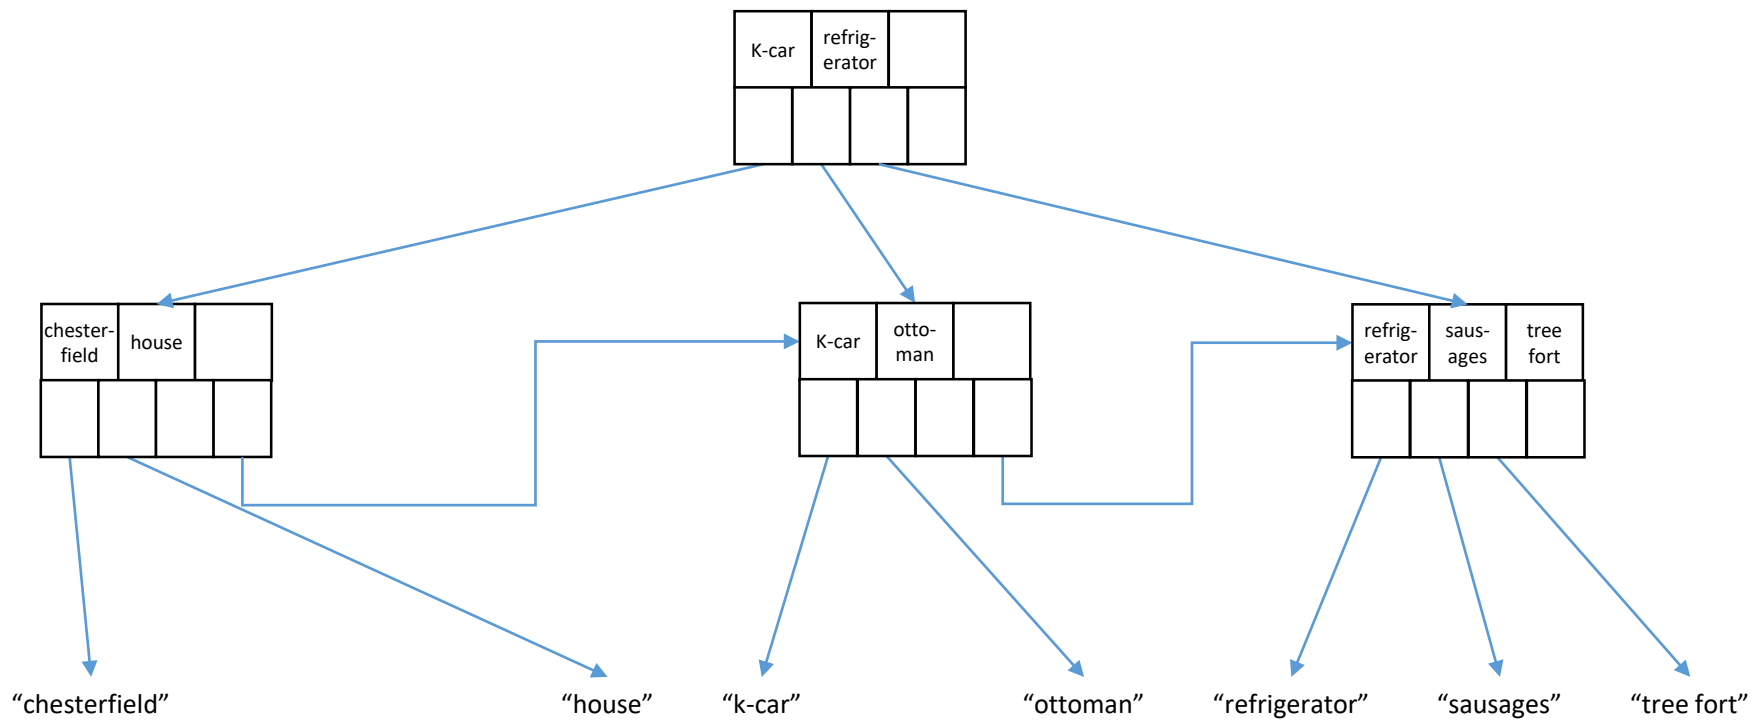 K-car
refrig-
erator
chester-
field
house
K-car
otto-
man
refrig-
erator
saus-
ages
tree
fort
“chesterfield”
“house”
“k-car”
“ottoman”
“refrigerator”
“sausages”
“tree fort”